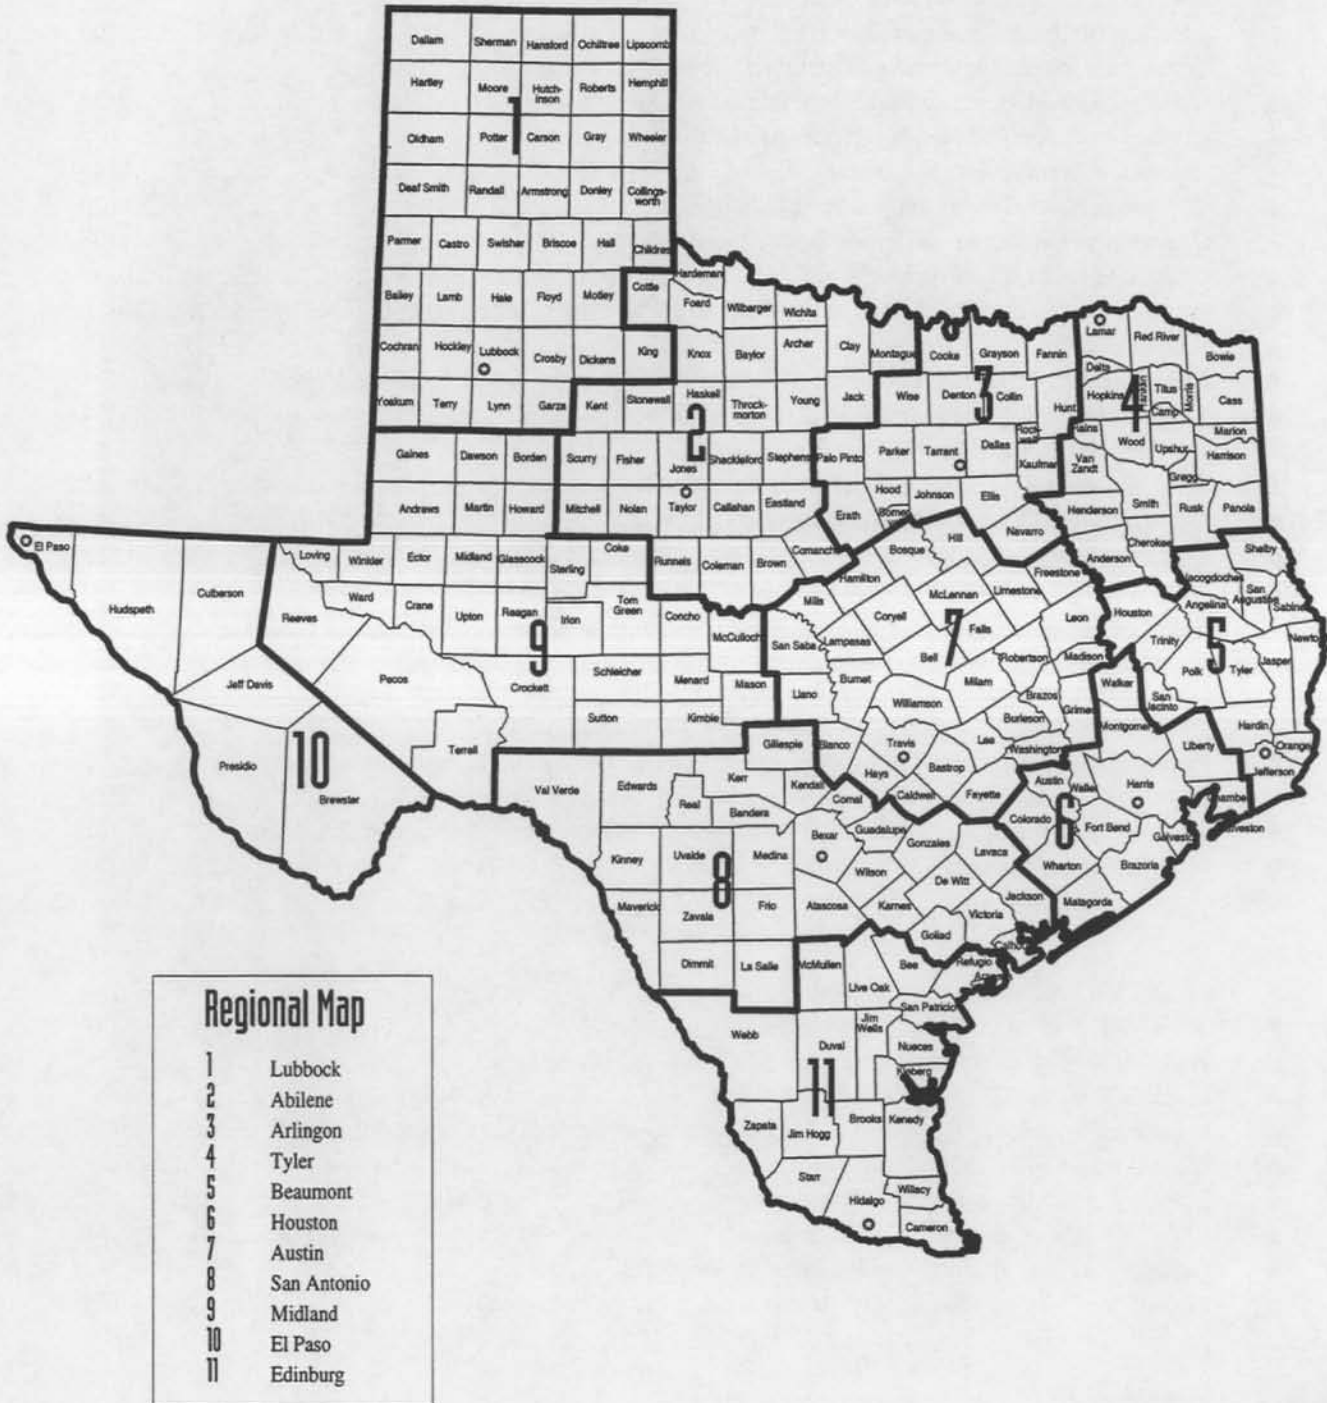 Dallam Sherman Hansford Ochiltree Lipscomb
Hartley Moore Hutch-
inson Roberts Hemphill
1
Oldham Potter Carson Gray Wheeler
Deaf Smith Randall Armstrong Donley Collings-
worth
Parmer Castro Swisher Briscoe Hall Childres
Hardeman
Bailey Lamb Hale Floyd Motley Cottle Foard Wilbarger Wichita
Lamar Red River
Cochran Hockley Lubbock Crosby Dickens King Knox Baylor Archer Clay Montague Cooke Grayson Fannin Delta Bowie
Yoakum Terry Lynn Garza Kent Stonewall Haskell Throck-
morton Young Jack Wise Denton Collin Hunt Hopkins Franklin Titus Morris Cass
2 3 4
Camp
Gaines Dawson Borden Scurry Fisher Jones Shackleford Stephens Palo Pinto Parker Tarrant Dallas Rock-
wall Kaufman Rains Wood Upshur Marion
Van
Zandt Gregg Harrison
Andrews Martin Howard Mitchell Nolan Taylor Callahan Eastland Erath Hood Johnson Ellis Henderson Smith Rusk Panola
Somer
El Paso Hill Navarro Cherokee
Loving Winkler Ector Midland Glasscock Sterling Coke Runnels Coleman Brown Comanch Bosque Anderson Shelby
Hamilton Freestone Nacogdoches
Hudspeth Culberson Reeves Ward Crane Upton Reagan Irion Tom
Green Concho Mills Coryell McLennan Limestone Leon Houston Angelina San
Augustine Sabine
9 7 5
McCulloch San Saba Lampasas Bell Falls Robertson Madison Trinity Polk Tyler Jasper Newto
Jeff Davis Pecos Crockett Schleicher Menard Mason Llano Burnet Milam Brazos Walker San
Jacinto
Sutton Kimble Williamson Burleson Grimes Montgomer Hardin
Presidio 10 Terrell Gillespie Blanco Travis Lee Washington Liberty Orange
Brewster Val Verde Edwards Kerr Kendall Hays Bastrop Austin Waller Harris Jefferson
Real Bandera Comal Caldwell Fayette Colorado 6 Chamber
Bexar Guadalupe Fort Bend Galvesto alveston
Kinney Uvalde Medina Gonzales Lavaca Wharton Brazoria
8 Wilson De Witt
Maverick Zavala Frio Atascosa Karnes Jackson Matagorda
Victoria
Goliad Calho
Dimmit La Salle McMullen Bee Refugio
Live Oak
San Patricio
Webb Duval Jim
Wells Nueces
11 Kleberg
Zapata Jim Hogg Brooks Kenedy
Starr Hidalgo Willacy
Cameron
Regional Map
1 Lubbock
2 Abilene
3 Arlingon
4 Tyler
5 Beaumont
6 Houston
7 Austin
8 San Antonio
9 Midland
10 El Paso
11 Edinburg